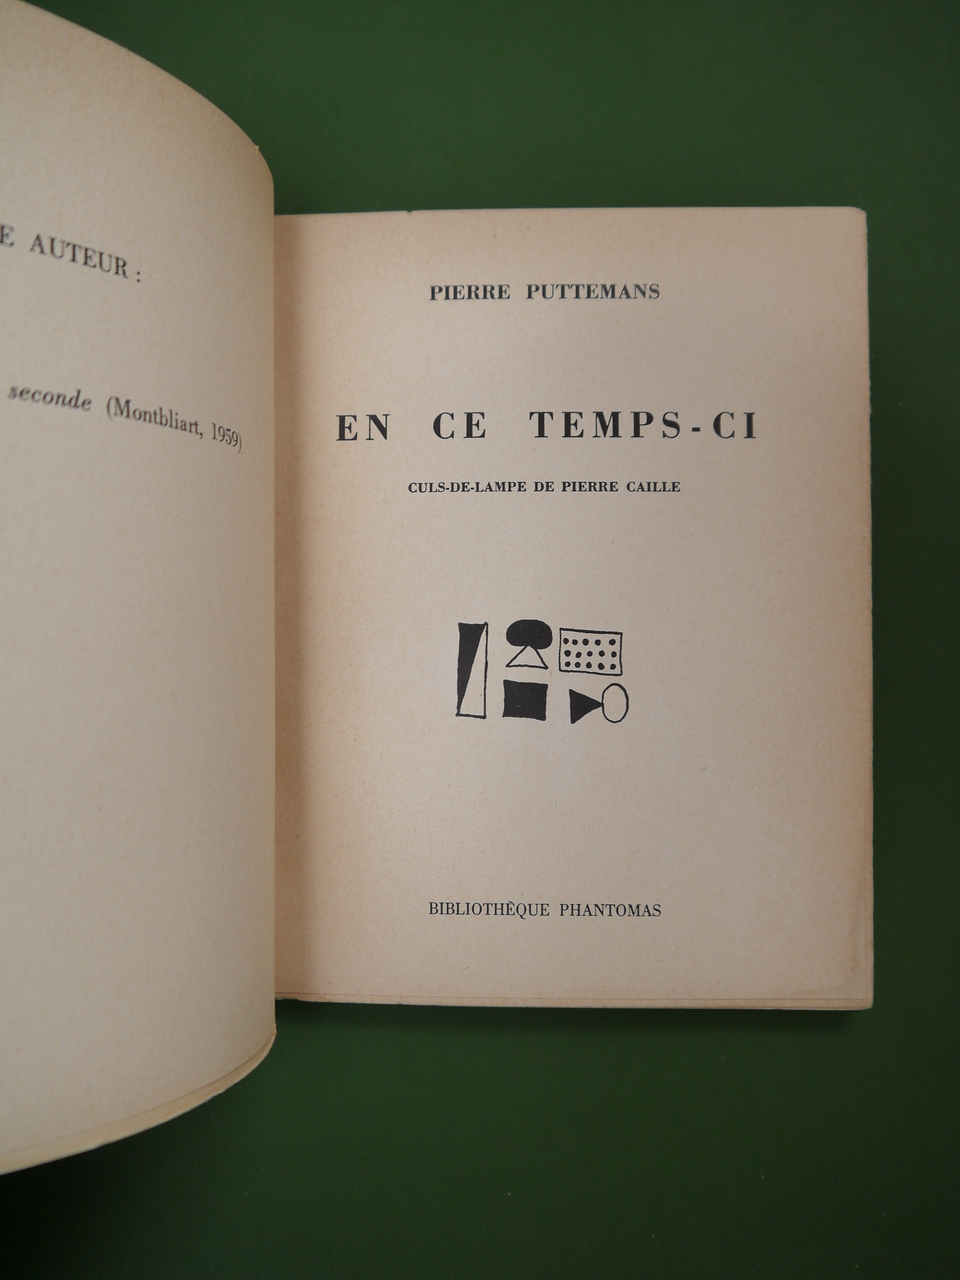 E AUTEUR :
seconde (Montbliart, 1959)
PIERRE PUTTEMANS
EN CE TEMPS-CI
CULS-DE-LAMPE DE PIERRE CAILLE
BIBLIOTHÈQUE PHANTOMAS